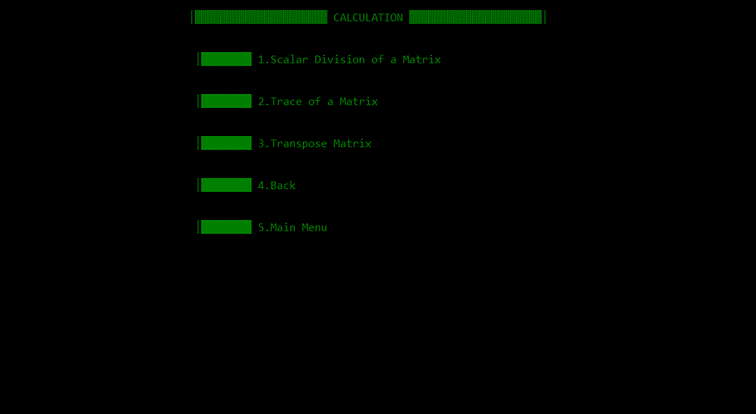 CALCULATION
1.Scalar Division of a Matrix
2.Trace of a Matrix
3.Transpose Matrix
4.Back
5.Main Menu